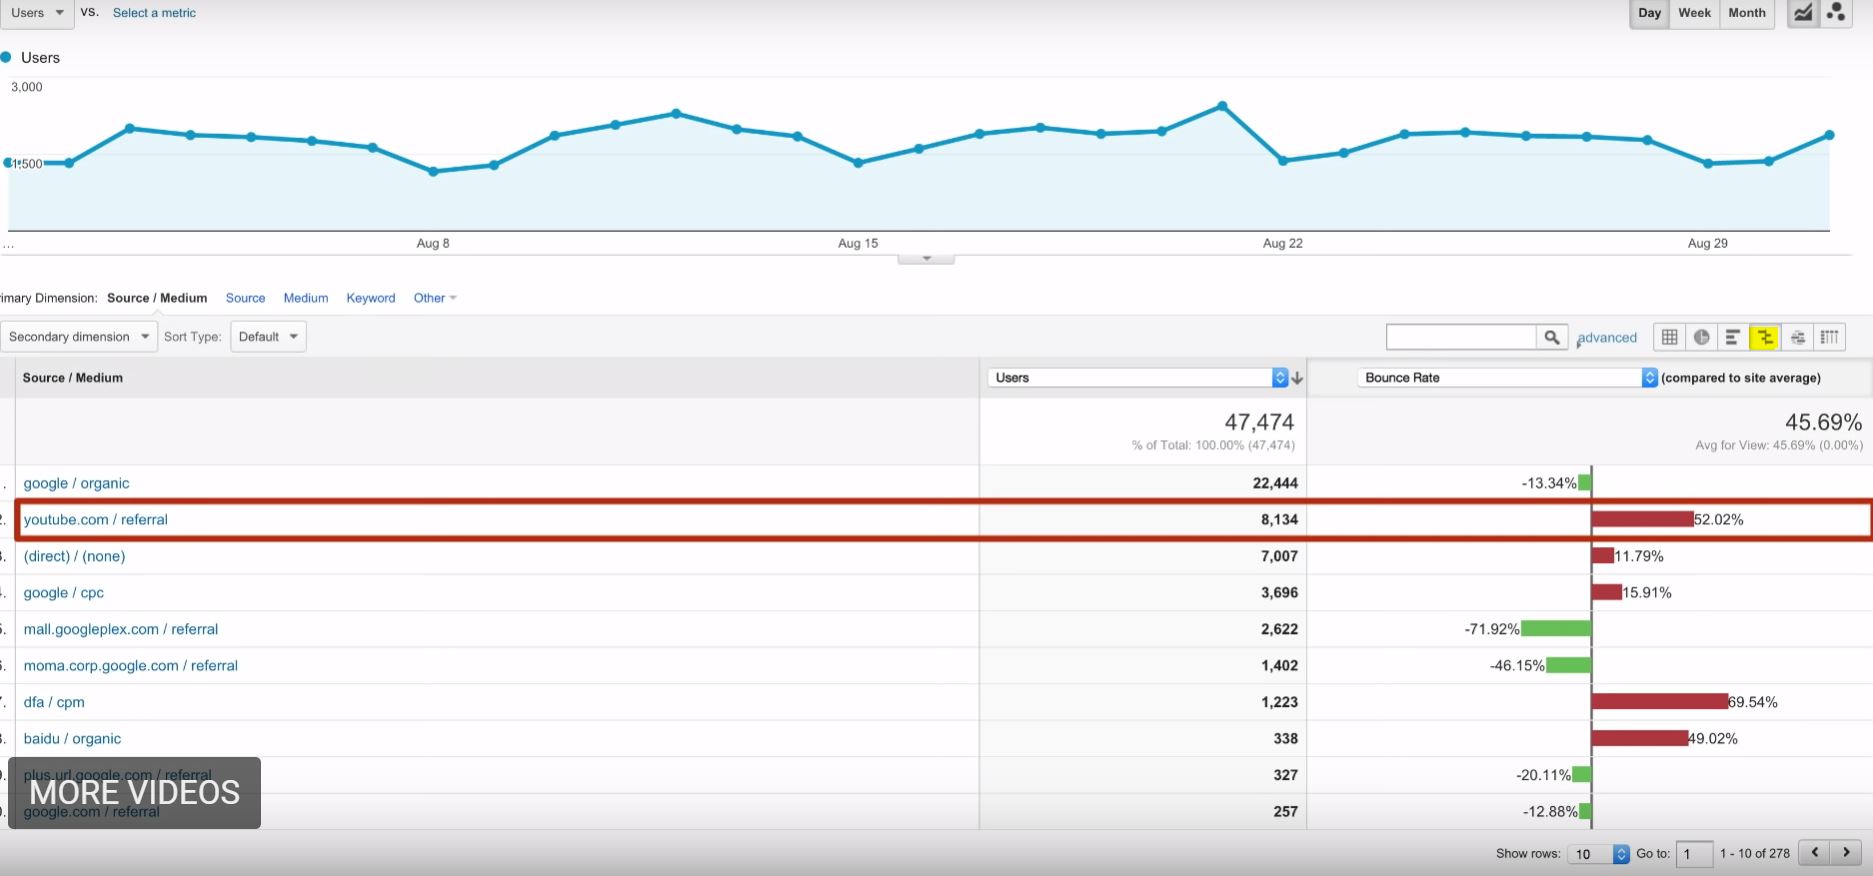 Users vs. Select a metric Day Week Month
Users
3,000
1,500
... Aug 8 Aug 15 Aug 22 Aug 29
imary Dimension: Source / Medium Source Medium Keyword Other
Secondary dimension Sort Type: Default advanced
Source / Medium Users Bounce Rate (compared to site average)
47,474 45.69%
% of Total: 100.00% (47,474) Avg for View: 45.69% (0.00%)
google / organic 22,444 -13.34%
youtube.com / referral 8,134 52.02%
(direct) / (none) 7,007 11.79%
google / cpc 3,696 15.91%
mall.googleplex.com / referral 2,622 -71.92%
moma.corp.google.com / referral 1,402 -46.15%
dfa / cpm 1,223 69.54%
baidu / organic 338 49.02%
plus.url.google.com / referral 327 -20.11%
MORE VIDEOS
google.com / referral 257 -12.88%
Show rows: 10 Go to: 1 1 - 10 of 278